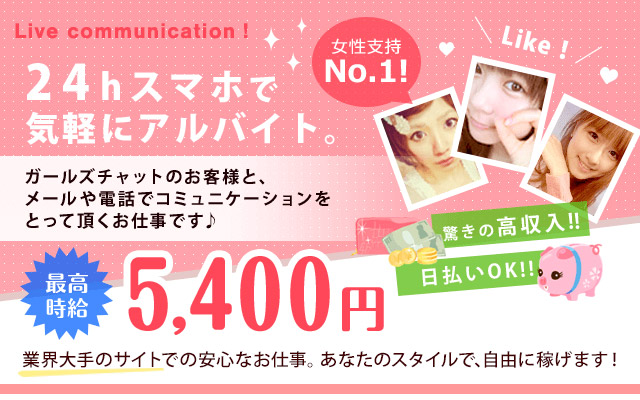 Live communication！
女性支持
No.1!
Like！
24hスマホで
気軽にアルバイト。
ガールズチャットのお客様と、
メールや電話でコミュニケーションを
とって頂くお仕事です♪
驚きの高収入!!
日払いOK!!
最高
時給
5,400円
業界大手のサイトでの安心なお仕事。あなたのスタイルで、自由に稼げます！